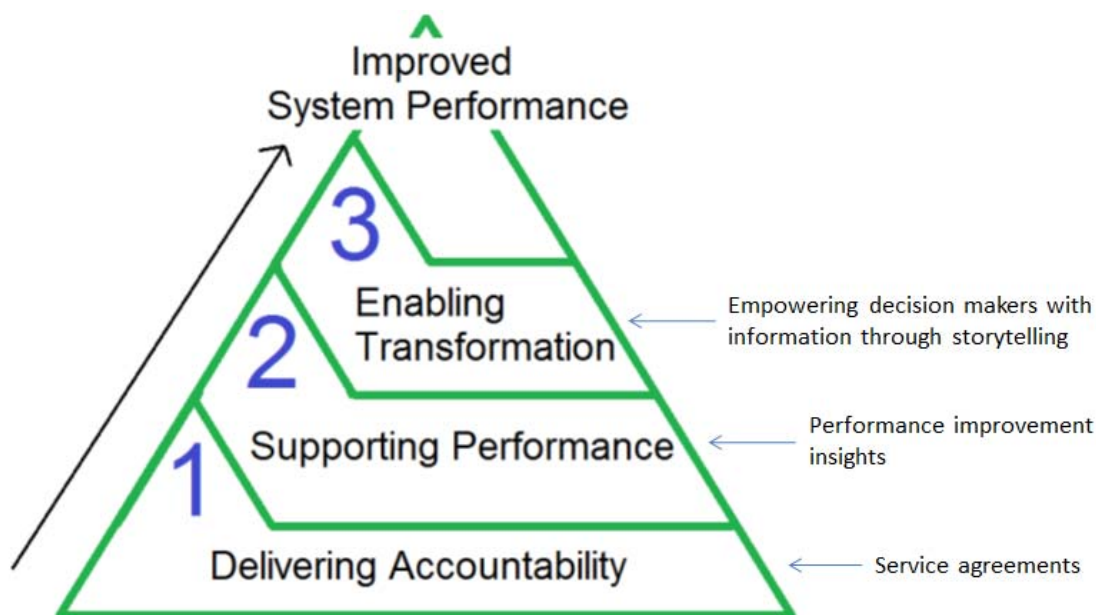 Improved
System Performance
3
Enabling
Transformation
Empowering decision makers with
information through storytelling
2
Supporting Performance
Performance improvement
insights
1
Delivering Accountability
Service agreements